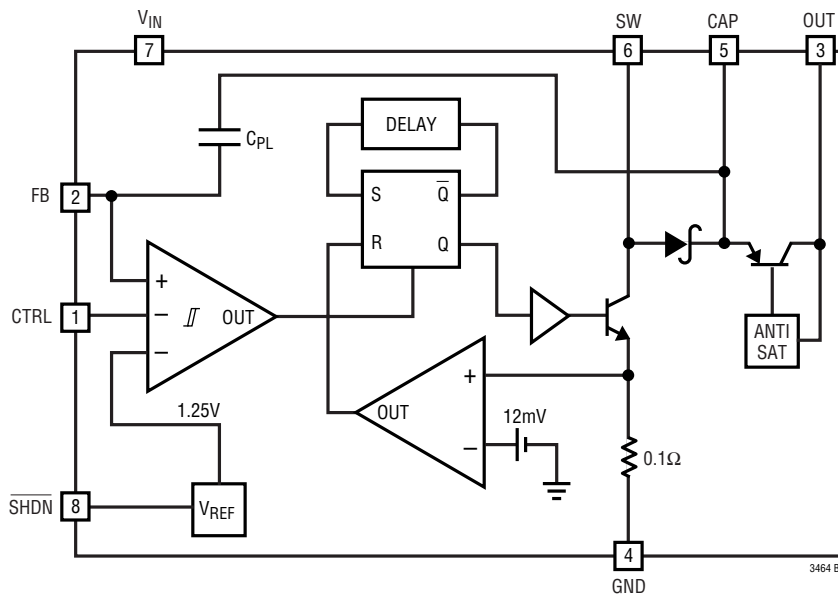 VIN
7
SW
6
CAP
5
OUT
3
DELAY
CPL
S
Q
R
Q
FB
2
+
CTRL
1
−
OUT
−
1.25V
ANTI
SAT
+
OUT
12mV
−
0.1Ω
SHDN
8
VREF
4
GND
3464 B